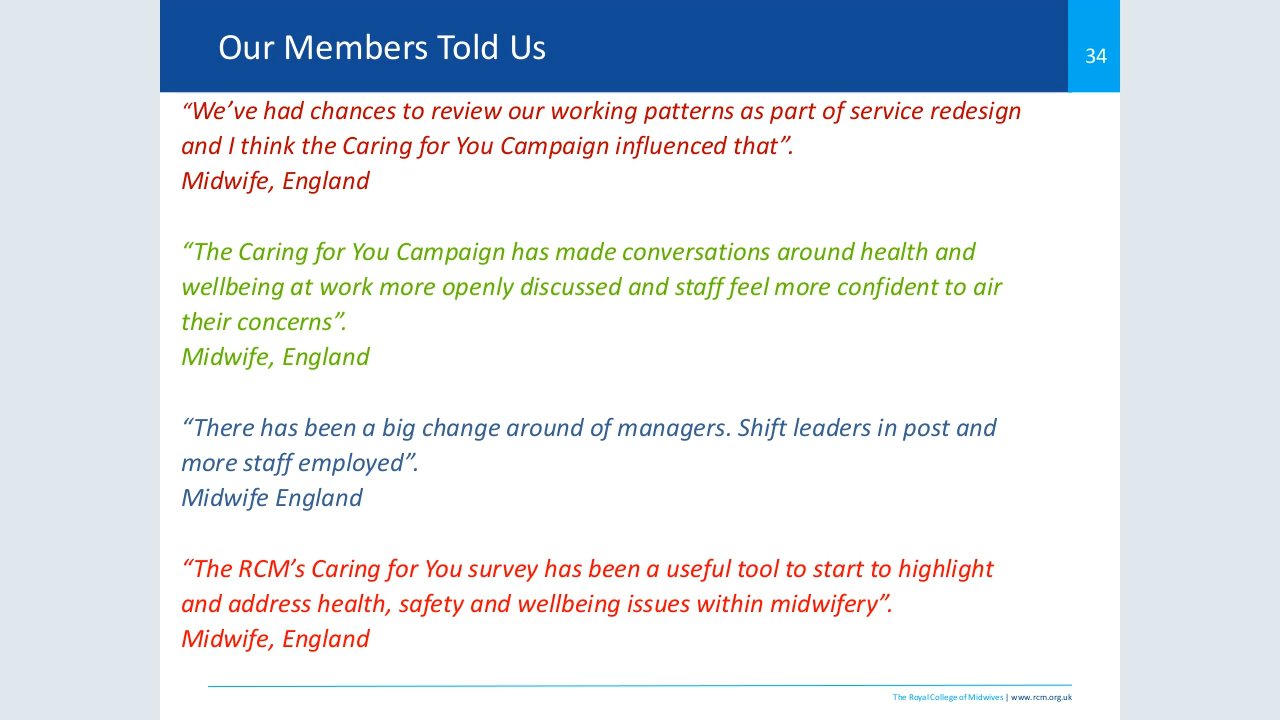 Our Members Told Us
34
“We’ve had chances to review our working patterns as part of service redesign
and I think the Caring for You Campaign influenced that”.
Midwife, England
“The Caring for You Campaign has made conversations around health and
wellbeing at work more openly discussed and staff feel more confident to air
their concerns”.
Midwife, England
“There has been a big change around of managers. Shift leaders in post and
more staff employed”.
Midwife England
“The RCM’s Caring for You survey has been a useful tool to start to highlight
and address health, safety and wellbeing issues within midwifery”.
Midwife, England
The Royal College of Midwives | www.rcm.org.uk